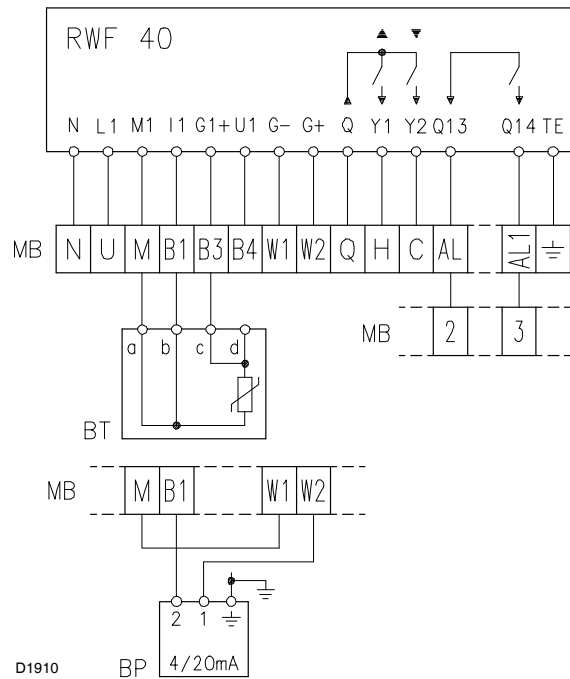 RWF 40
N L1 M1 I1 G1+ U1 G- G+ Q Y1 Y2 Q13 Q14 TE
MB N U M B1 B3 B4 W1 W2 Q H C AL AL1
MB 2 3
a b c d
BT
MB M B1 W1 W2
2 1
BP 4/20mA
D1910